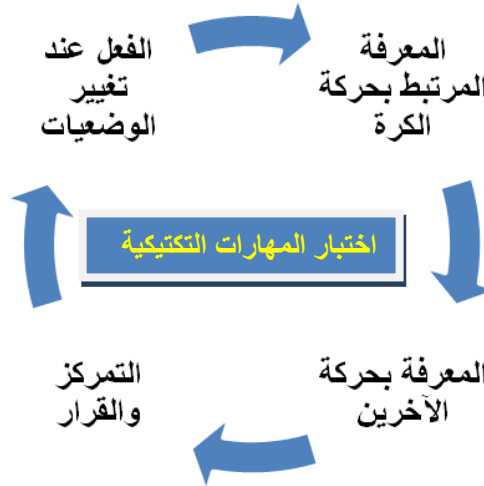 المعرفة
المرتبط بحركة
الكرة
الفعل عند
تغيير
الوضعيات
اختبار المهارات التكتيكية
المعرفة بحركة
الآخرين
التمركز
والقرار